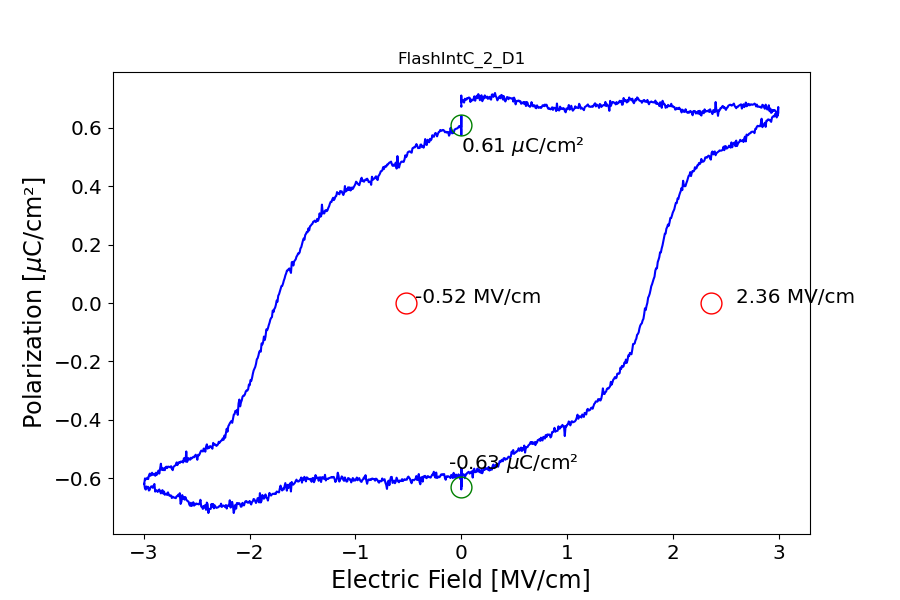 FlashIntC_2_D1
Polarization [μC/cm²]
0.6
0.4
0.2
0.0
−0.2
−0.4
−0.6
0.61 μC/cm²
-0.52 MV/cm
2.36 MV/cm
-0.63 μC/cm²
−3
−2
−1
0
1
2
3
Electric Field [MV/cm]